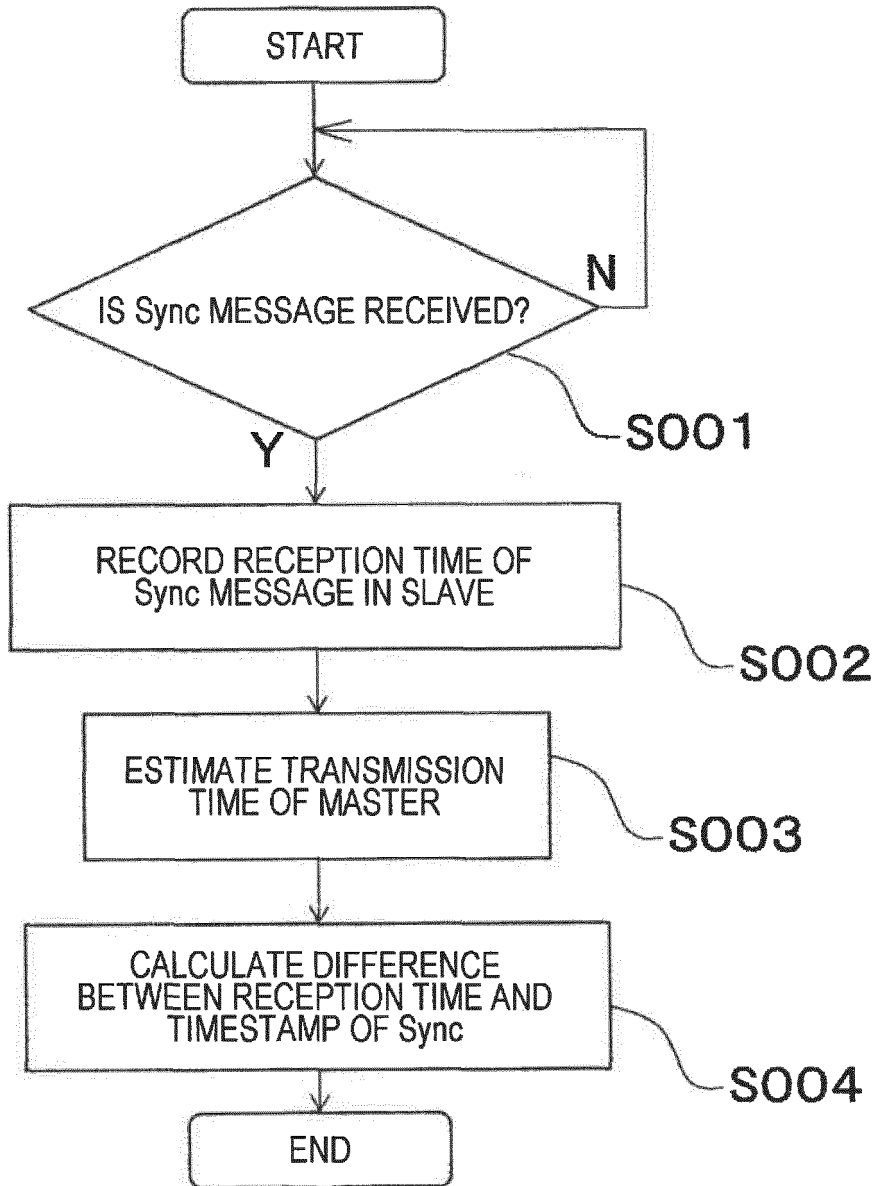 START
IS Sync MESSAGE RECEIVED?
N
S001
Y
RECORD RECEPTION TIME OF
Sync MESSAGE IN SLAVE
S002
ESTIMATE TRANSMISSION
TIME OF MASTER
S003
CALCULATE DIFFERENCE
BETWEEN RECEPTION TIME AND
TIMESTAMP OF Sync
S004
END